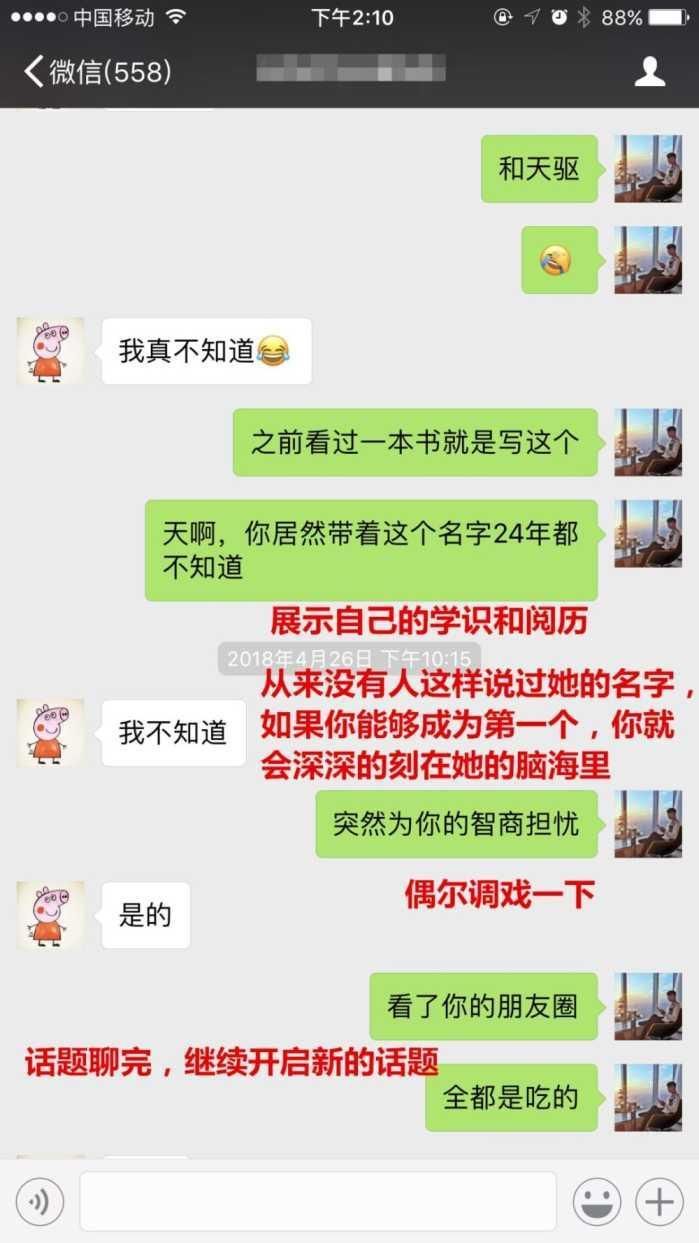 中国移动
下午2:10
88%
微信(558)
和天驱
我真不知道
之前看过一本书就是写这个
天啊，你居然带着这个名字24年都
不知道
展示自己的学识和阅历
2018年4月26日 下午10:15
从来没有人这样说过她的名字，
如果你能够成为第一个，你就
会深深的刻在她的脑海里
我不知道
突然为你的智商担忧
偶尔调戏一下
是的
看了你的朋友圈
话题聊完，继续开启新的话题
全都是吃的